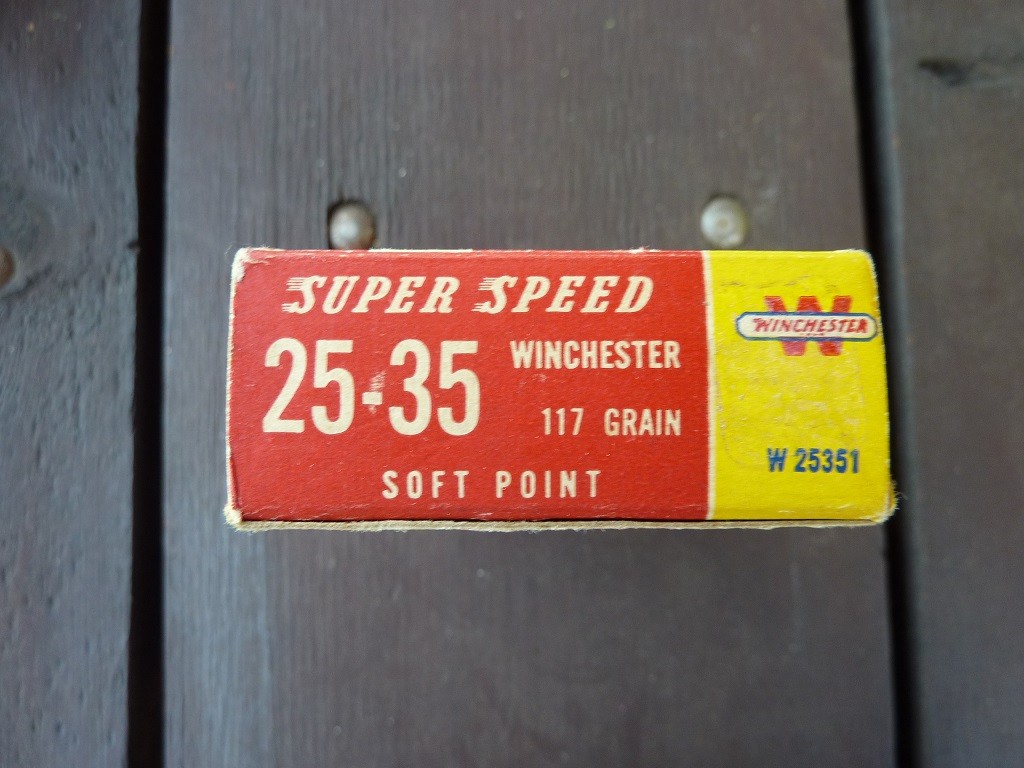 SUPER SPEED
25-35 WINCHESTER
117 GRAIN
SOFT POINT
WINCHESTER
W 25351